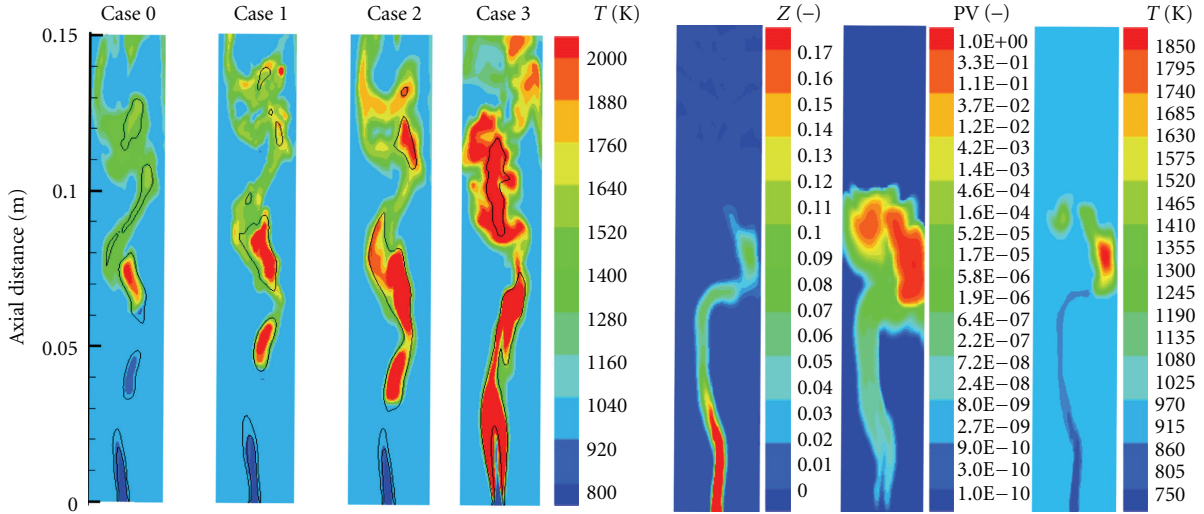 Case 0
Case 1
Case 2
Case 3
T (K)
Z (−)
PV (−)
T (K)
Axial distance (m)
0.15
0.1
0.05
0
2000
1880
1760
1640
1520
1400
1280
1160
1040
920
800
0.17
0.16
0.15
0.14
0.13
0.12
0.11
0.1
0.09
0.08
0.07
0.06
0.05
0.04
0.03
0.02
0.01
0
1.0E+00
3.3E−01
1.1E−01
3.7E−02
1.2E−02
4.2E−03
1.4E−03
4.6E−04
1.6E−04
5.2E−05
1.7E−05
5.8E−06
1.9E−06
6.4E−07
2.2E−07
7.2E−08
2.4E−08
8.0E−09
2.7E−09
9.0E−10
3.0E−10
1.0E−10
1850
1795
1740
1685
1630
1575
1520
1465
1410
1355
1300
1245
1190
1135
1080
1025
970
915
860
805
750